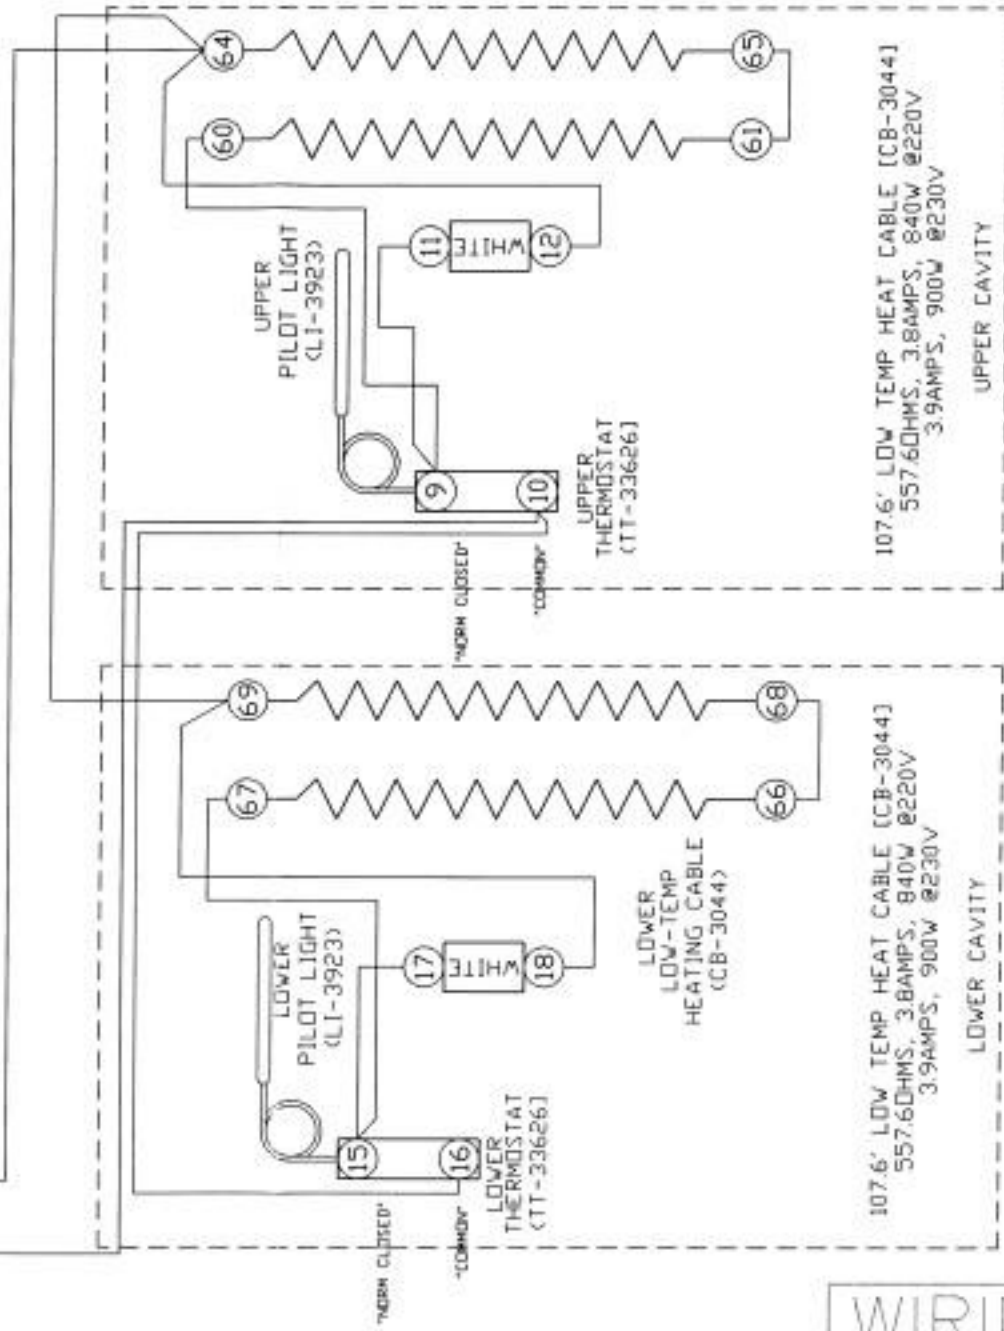 64
65
60
61
UPPER
PILOT LIGHT
(LI-3923)
11
WHITE
12
9
10
UPPER
THERMOSTAT
(TT-33626]
"NORM CLOSED"
"COMMON"
107.6' LOW TEMP HEAT CABLE [CB-3044]
557.6OHMS, 3.8AMPS, 840W @220V
3.9AMPS, 900W @230V
UPPER CAVITY
69
68
67
66
LOWER
PILOT LIGHT
(LI-3923)
17
WHITE
18
15
16
LOWER
THERMOSTAT
(TT-33626]
"NORM CLOSED"
"COMMON"
LOWER
LOW-TEMP
HEATING CABLE
(CB-3044)
107.6' LOW TEMP HEAT CABLE [CB-3044]
557.6OHMS, 3.8AMPS, 840W @220V
3.9AMPS, 900W @230V
LOWER CAVITY